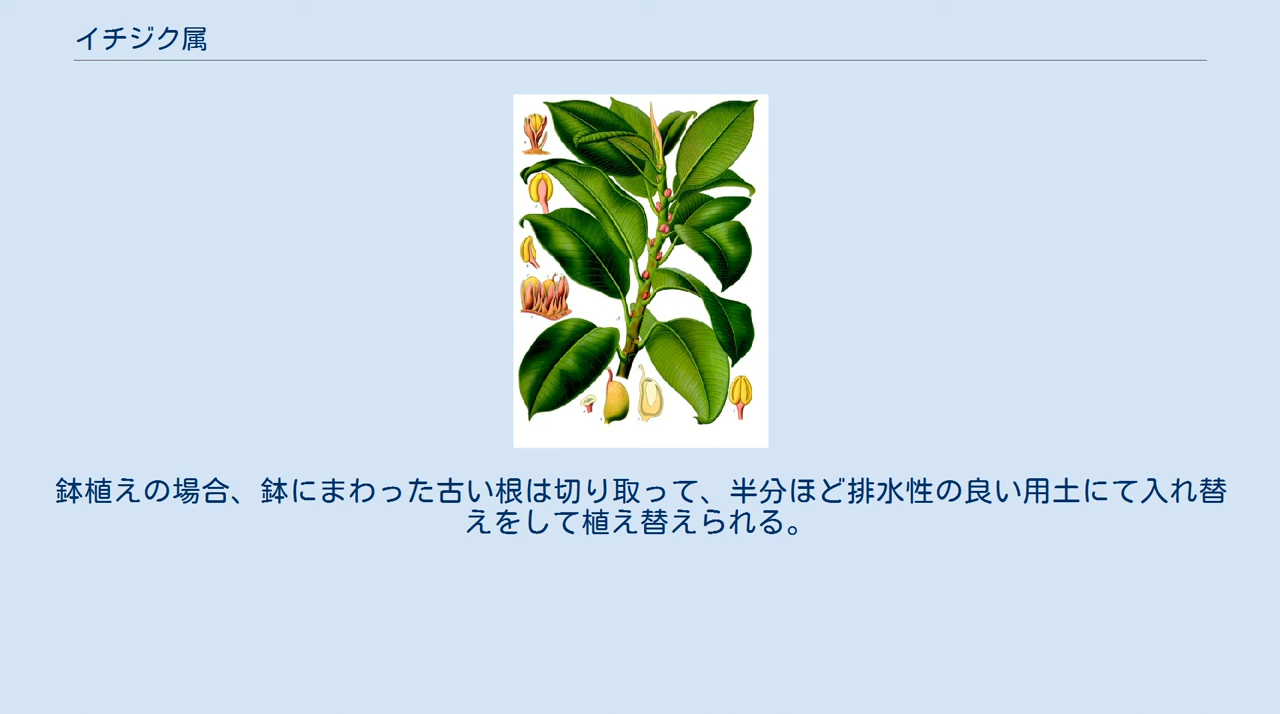 イチジク属
鉢植えの場合、鉢にまわった古い根は切り取って、半分ほど排水性の良い用土にて入れ替
えをして植え替えられる。